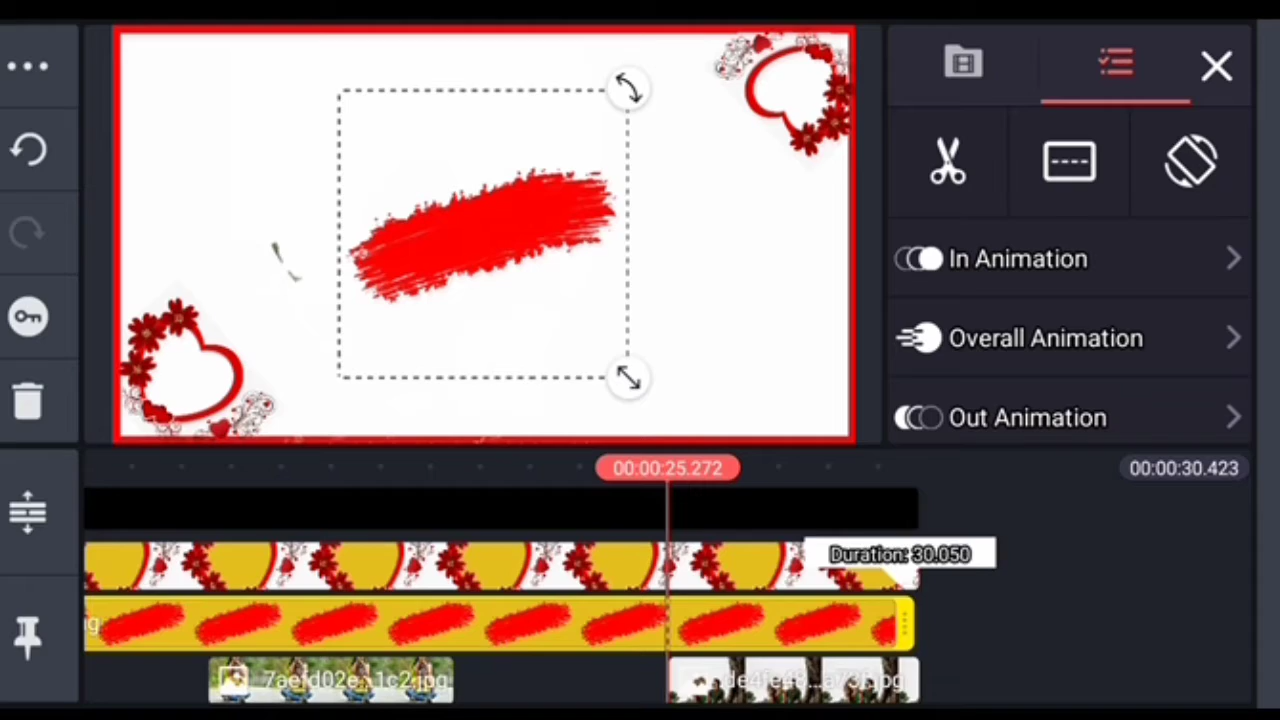 In Animation
Overall Animation
Out Animation
00:00:25.272
00:00:30.423
Duration: 30.050
g
7aefd02e...1c2.jpg